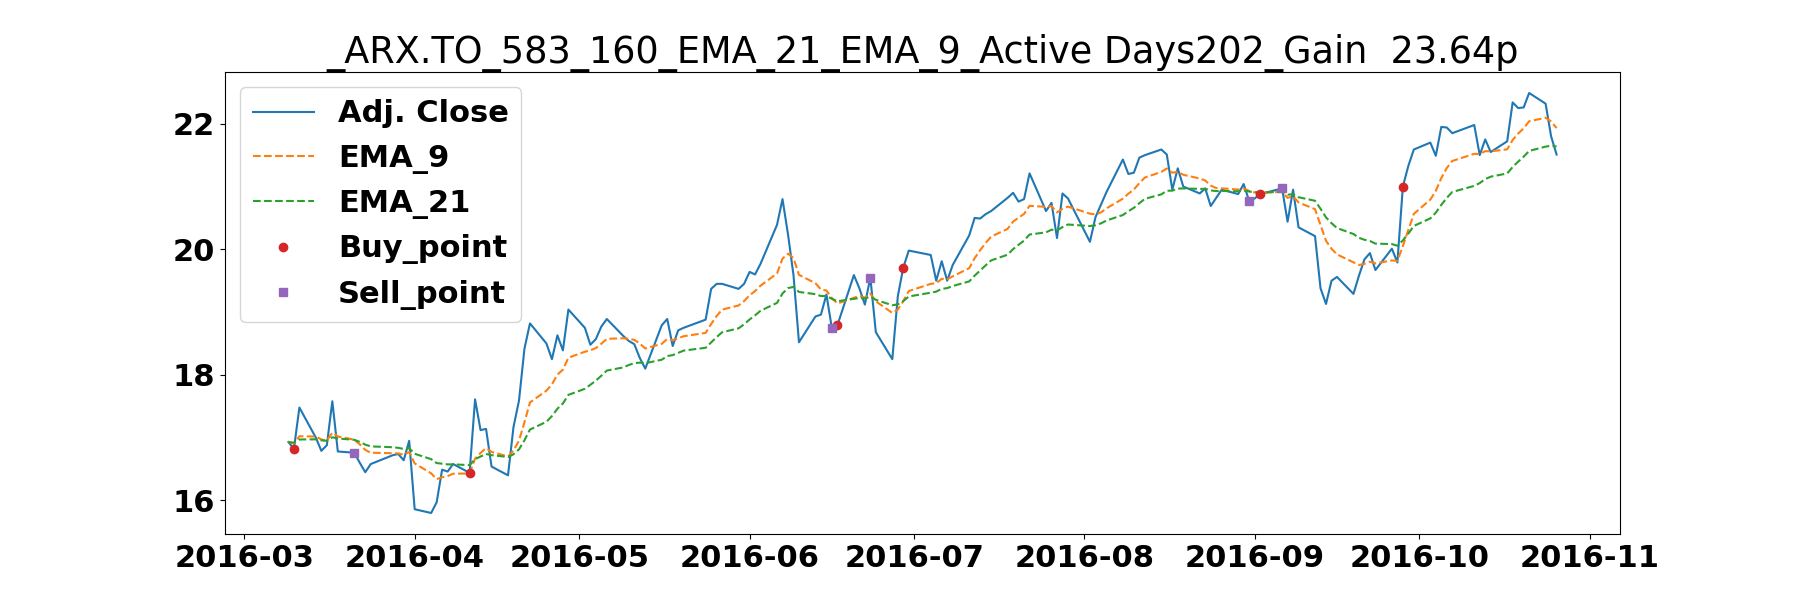 _ARX.TO_583_160_EMA_21_EMA_9_Active Days202_Gain  23.64p
Adj. Close
EMA_9
EMA_21
Buy_point
Sell_point
22
20
18
16
2016-03 2016-04 2016-05 2016-06 2016-07 2016-08 2016-09 2016-10 2016-11